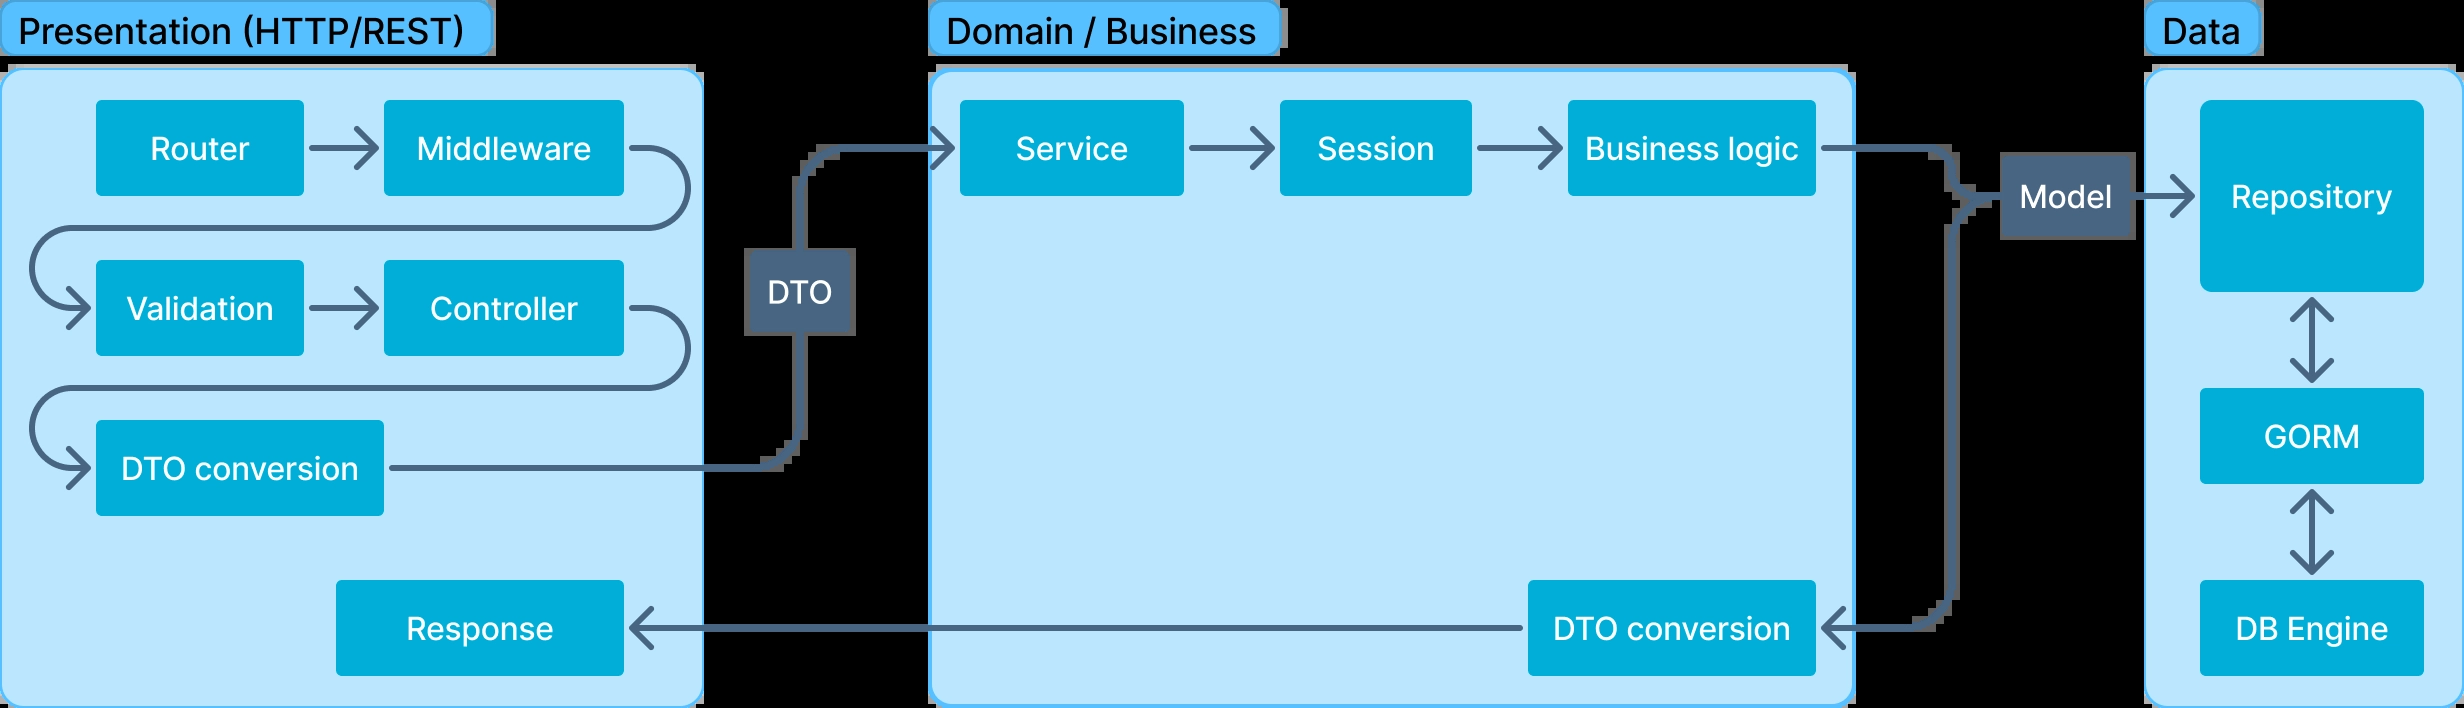 Presentation (HTTP/REST)
Router
Middleware
Validation
Controller
DTO conversion
Response
DTO
Domain / Business
Service
Session
Business logic
DTO conversion
Model
Data
Repository
GORM
DB Engine